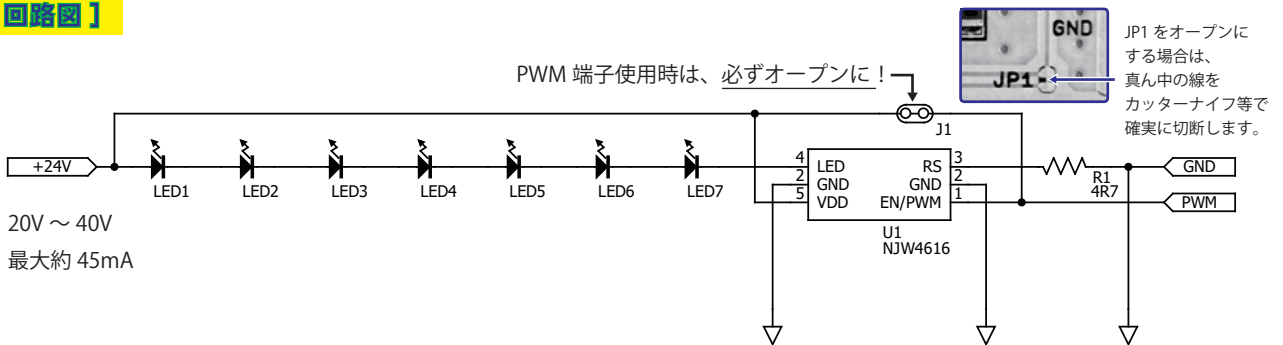 回路図 ]
GND
JP1
JP1 をオープンに
する場合は、
真ん中の線を
カッターナイフ等で
確実に切断します。
PWM 端子使用時は、必ずオープンに！
J1
+24V
LED1
LED2
LED3
LED4
LED5
LED6
LED7
4 LED RS 3
2 GND GND 2
5 VDD EN/PWM 1
U1
NJW4616
R1
4R7
GND
PWM
20V ～ 40V
最大約 45mA